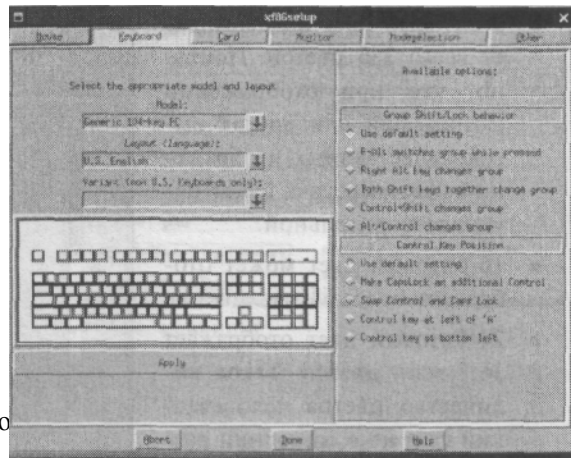 xf86setup
Mouse Keyboard Card Monitor Modeselection Other
Select the appropriate model and layout
Model:
Generic 104-key PC
Layout (language):
U.S. English
Variant (non U.S. Keyboards only):
Apply
Available options:
Group Shift/Lock behavior
Use default setting
R-Alt switches group while pressed
Right Alt key changes group
Both Shift keys together change group
Control+Shift changes group
Alt+Control changes group
Control Key Position
Use default setting
Make CapsLock an additional Control
Swap Control and Caps Lock
Control key at left of 'A'
Control key at bottom left
Abort Done Help